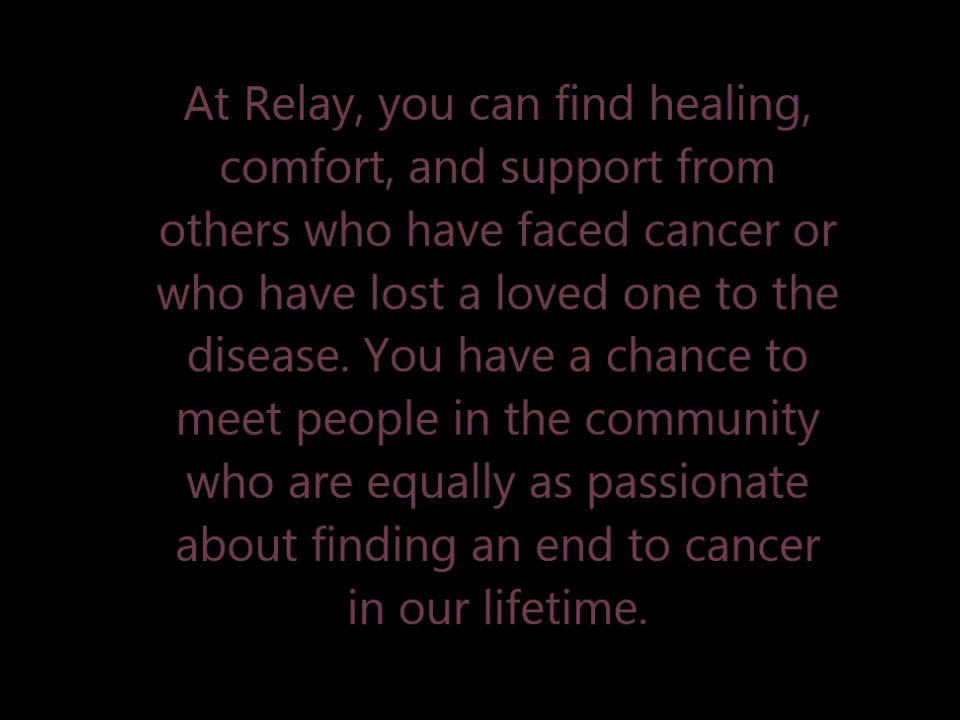 At Relay, you can find healing,
comfort, and support from
others who have faced cancer or
who have lost a loved one to the
disease. You have a chance to
meet people in the community
who are equally as passionate
about finding an end to cancer
in our lifetime.